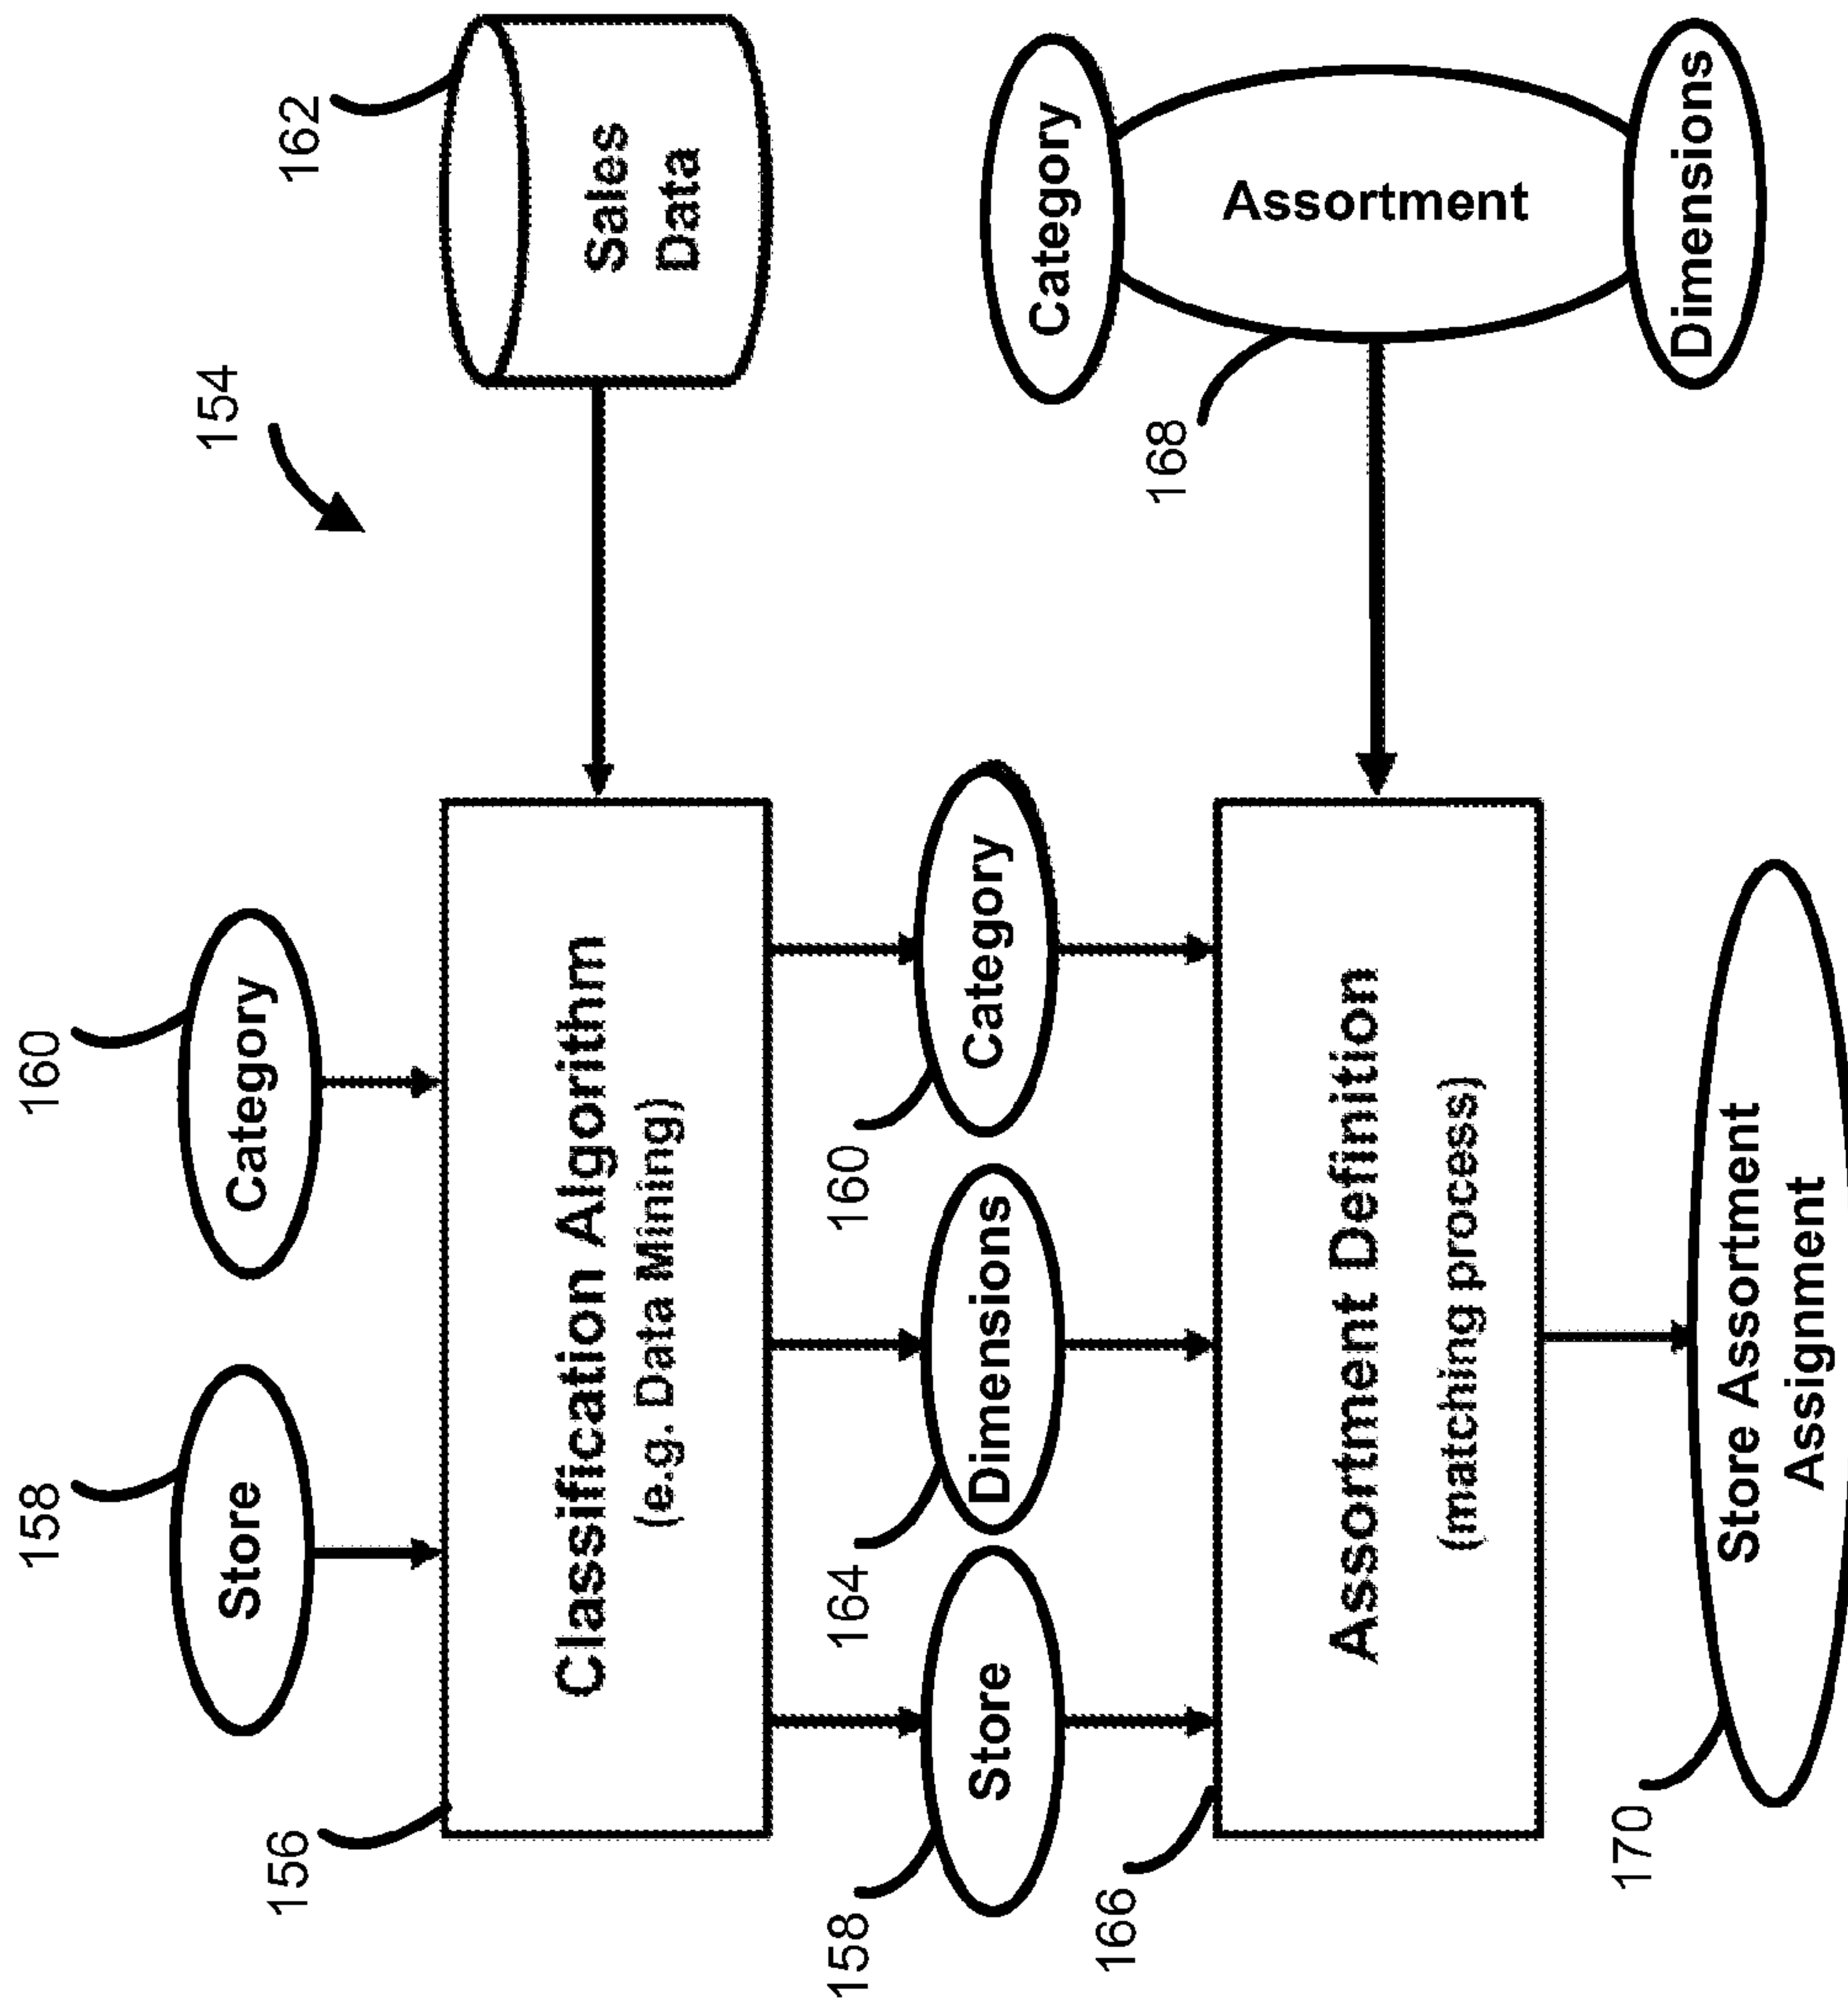 154
158
Store
160
Category
162
Sales
Data
156
Classification Algorithm
(e.g. Data Mining)
158
Store
164
Dimensions
160
Category
168
Category
Assortment
Dimensions
166
Assortment Definition
(matching process)
170
Store Assortment
Assignment